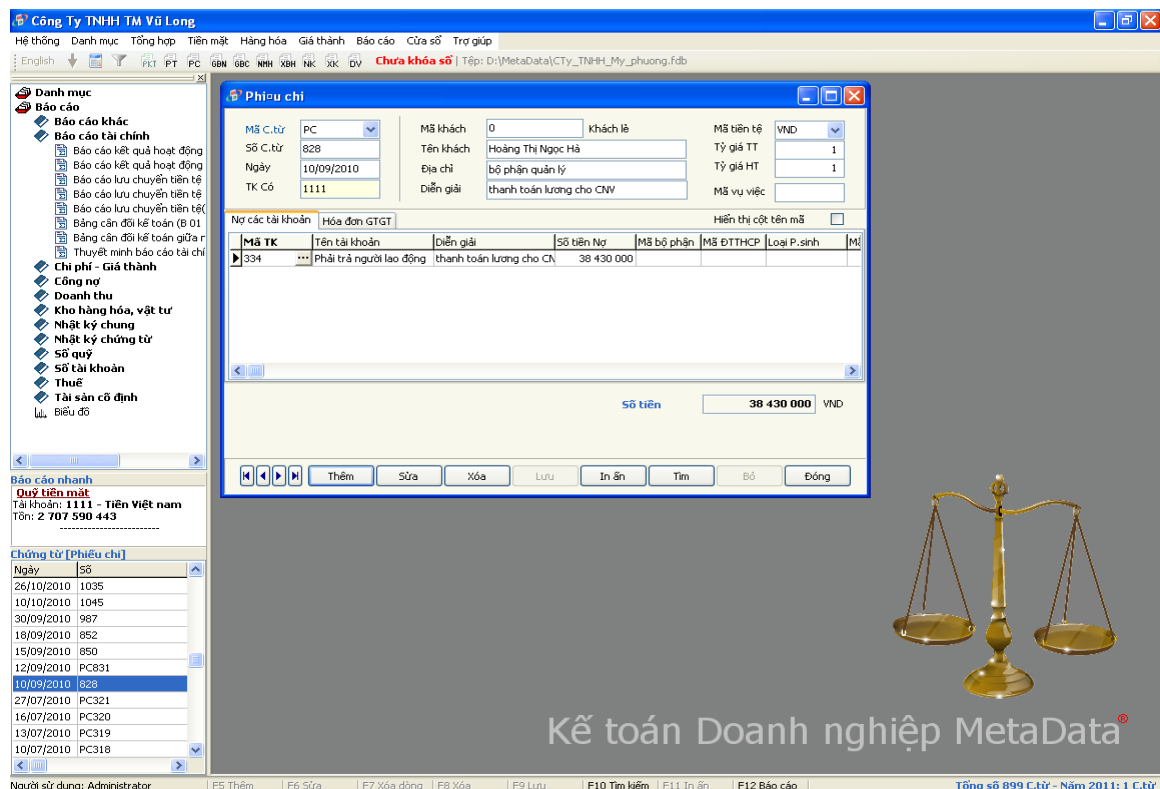 Công Ty TNHH TM Vũ Long
Hệ thống Danh mục Tổng hợp Tiền mặt Hàng hóa Giá thành Báo cáo Cửa sổ Trợ giúp
English PKT PT PC GBN GBC NMH XBH NK XK DV Chưa khóa sổ | Tệp: D:\MetaData\CTy_TNHH_My_phuong.fdb
Danh mục
Báo cáo
Báo cáo khác
Báo cáo tài chính
Báo cáo kết quả hoạt động
Báo cáo kết quả hoạt động
Báo cáo lưu chuyển tiền tệ
Báo cáo lưu chuyển tiền tệ
Báo cáo lưu chuyển tiền tệ(
Bảng cân đối kế toán (B 01
Bảng cân đối kế toán giữa r
Thuyết minh báo cáo tài chí
Chi phí - Giá thành
Công nợ
Doanh thu
Kho hàng hóa, vật tư
Nhật ký chung
Nhật ký chứng từ
Sổ quỹ
Sổ tài khoản
Thuế
Tài sản cố định
Biểu đồ
Báo cáo nhanh
Quỹ tiền mặt
Tài khoản: 1111 - Tiền Việt nam
Tồn: 2 707 590 443
-------------------------
Chứng từ [Phiếu chi]
Ngày Số
26/10/2010 1035
10/10/2010 1045
30/09/2010 987
18/09/2010 852
15/09/2010 850
12/09/2010 PC831
10/09/2010 828
27/07/2010 PC321
16/07/2010 PC320
13/07/2010 PC319
10/07/2010 PC318
Phi¤u chi
Mã C.từ PC Mã khách 0 Khách lẻ Mã tiền tệ VND
Số C.từ 828 Tên khách Hoàng Thị Ngọc Hà Tỷ giá TT 1
Ngày 10/09/2010 Địa chỉ bộ phận quản lý Tỷ giá HT 1
TK Có 1111 Diễn giải thanh toán lương cho CNV Mã vụ việc
Nợ các tài khoản Hóa đơn GTGT Hiển thị cột tên mã
Mã TK Tên tài khoản Diễn giải Số tiền Nợ Mã bộ phận Mã ĐTTHCP Loại P.sinh Mã
334 ... Phải trả người lao động thanh toán lương cho CN 38 430 000
Số tiền 38 430 000 VND
Thêm Sửa Xóa Lưu In ấn Tìm Bỏ Đóng
Kế toán Doanh nghiệp MetaData®
Người sử dụng: Administrator F5 Thêm F6 Sửa F7 Xóa dòng F8 Xóa F9 Lưu F10 Tìm kiếm F11 In ấn F12 Báo cáo Tổng số 899 C.từ - Năm 2011: 1 C.từ